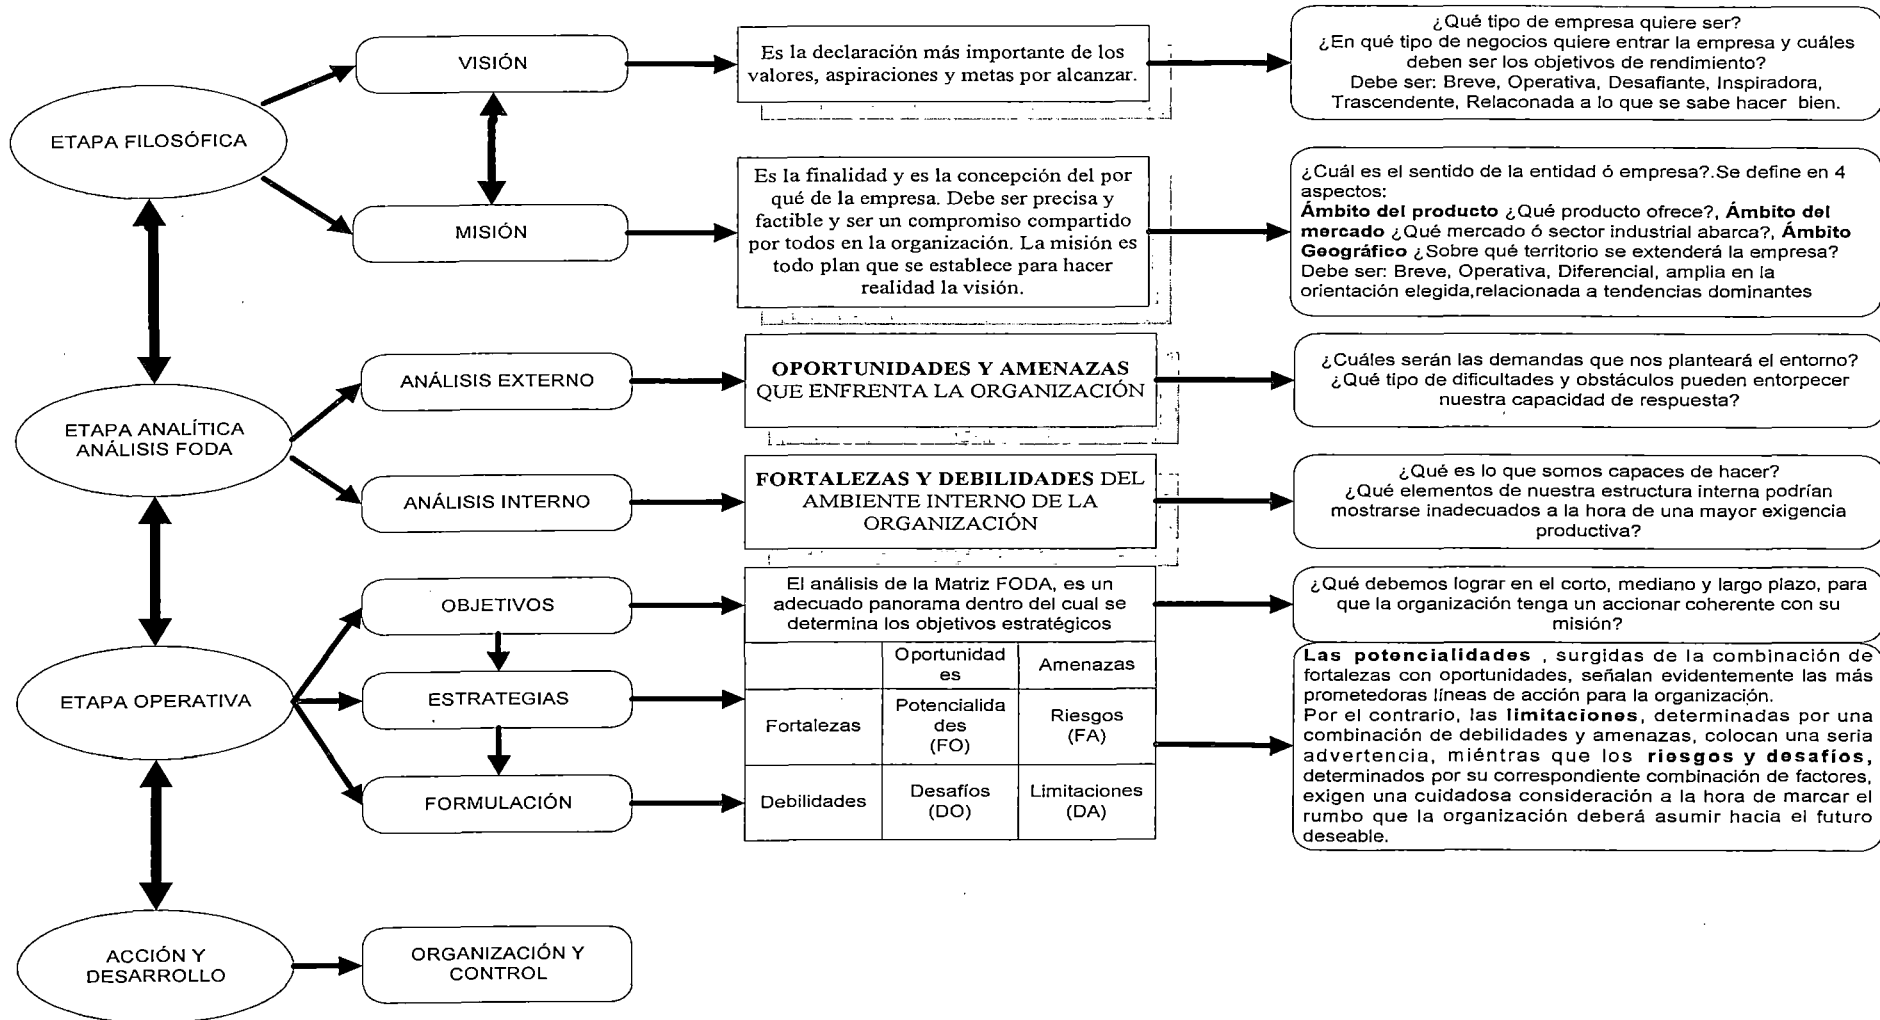 ETAPA FILOSÓFICA
VISIÓN
Es la declaración más importante de los
valores, aspiraciones y metas por alcanzar.
¿Qué tipo de empresa quiere ser?
¿En qué tipo de negocios quiere entrar la empresa y cuáles
deben ser los objetivos de rendimiento?
Debe ser: Breve, Operativa, Desafiante, Inspiradora,
Trascendente, Relaconada a lo que se sabe hacer bien.
MISIÓN
Es la finalidad y es la concepción del por
qué de la empresa. Debe ser precisa y
factible y ser un compromiso compartido
por todos en la organización. La misión es
todo plan que se establece para hacer
realidad la visión.
¿Cuál es el sentido de la entidad ó empresa?.Se define en 4
aspectos:
Ámbito del producto ¿Qué producto ofrece?, Ámbito del
mercado ¿Qué mercado ó sector industrial abarca?, Ámbito
Geográfico ¿Sobre qué territorio se extenderá la empresa?
Debe ser: Breve, Operativa, Diferencial, amplia en la
orientación elegida,relacionada a tendencias dominantes
ETAPA ANALÍTICA
ANÁLISIS FODA
ANÁLISIS EXTERNO
OPORTUNIDADES Y AMENAZAS
QUE ENFRENTA LA ORGANIZACIÓN
¿Cuáles serán las demandas que nos planteará el entorno?
¿Qué tipo de dificultades y obstáculos pueden entorpecer
nuestra capacidad de respuesta?
ANÁLISIS INTERNO
FORTALEZAS Y DEBILIDADES DEL
AMBIENTE INTERNO DE LA
ORGANIZACIÓN
¿Qué es lo que somos capaces de hacer?
¿Qué elementos de nuestra estructura interna podrían
mostrarse inadecuados a la hora de una mayor exigencia
productiva?
ETAPA OPERATIVA
OBJETIVOS
El análisis de la Matriz FODA, es un
adecuado panorama dentro del cual se
determina los objetivos estratégicos
¿Qué debemos lograr en el corto, mediano y largo plazo, para
que la organización tenga un accionar coherente con su
misión?
ESTRATEGIAS
FORMULACIÓN
Oportunidad
es
Amenazas
Fortalezas
Potencialida
des
(FO)
Riesgos
(FA)
Debilidades
Desafíos
(DO)
Limitaciones
(DA)
Las potencialidades , surgidas de la combinación de
fortalezas con oportunidades, señalan evidentemente las más
prometedoras líneas de acción para la organización.
Por el contrario, las limitaciones, determinadas por una
combinación de debilidades y amenazas, colocan una seria
advertencia, miéntras que los riesgos y desafíos,
determinados por su correspondiente combinación de factores,
exigen una cuidadosa consideración a la hora de marcar el
rumbo que la organización deberá asumir hacia el futuro
deseable.
ACCIÓN Y
DESARROLLO
ORGANIZACIÓN Y
CONTROL